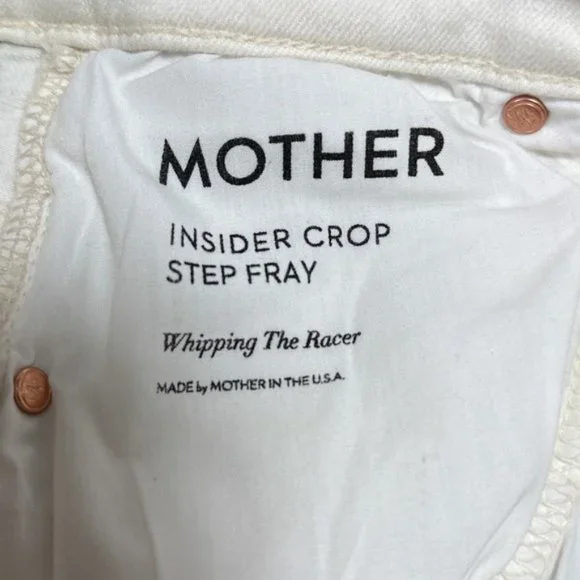 MOTHER
INSIDER CROP
STEP FRAY
Whipping The Racer
MADE by MOTHER IN THE U.S.A.